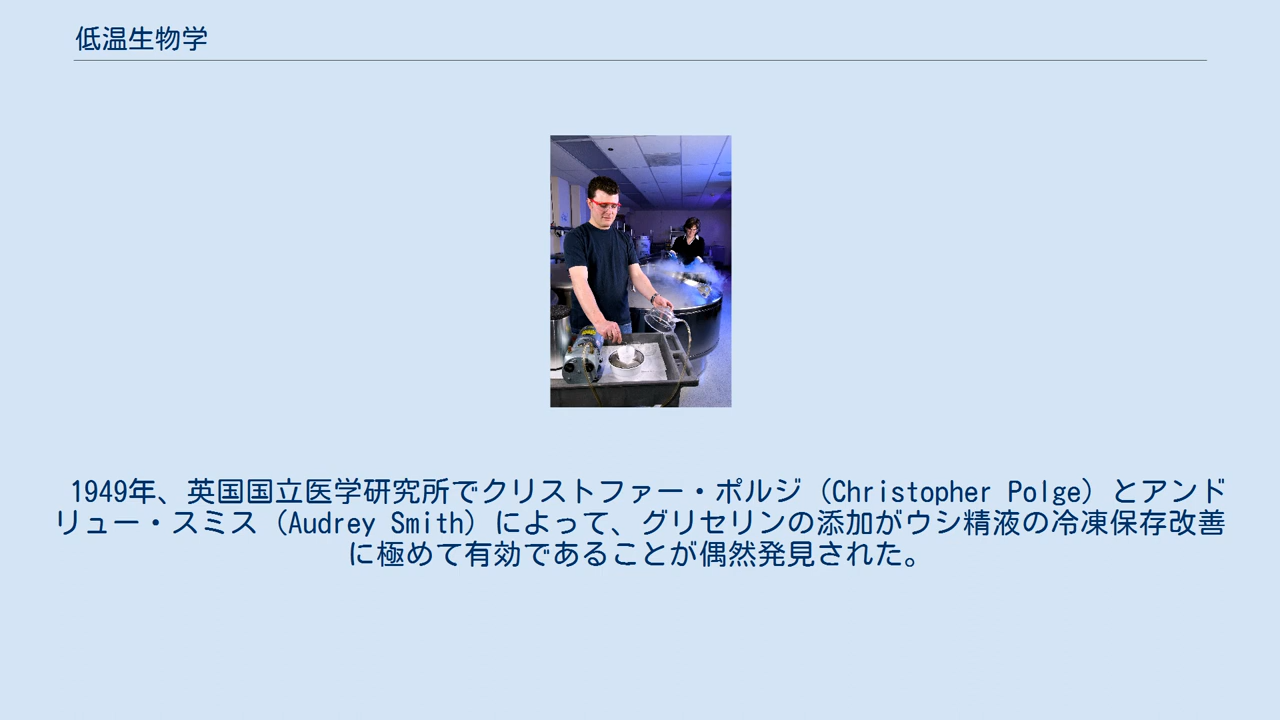 低温生物学
1949年、英国国立医学研究所でクリストファー・ポルジ（Christopher Polge）とアンド
リュー・スミス（Audrey Smith）によって、グリセリンの添加がウシ精液の冷凍保存改善
に極めて有効であることが偶然発見された。